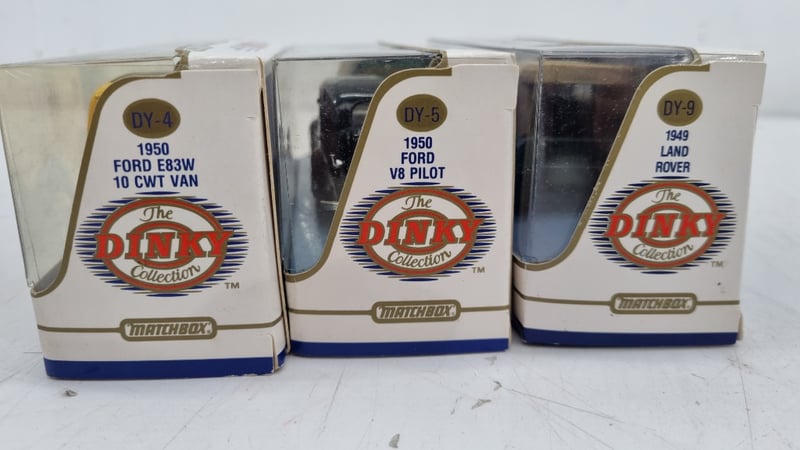 DY-4
1950
FORD E83W
10 CWT VAN
The
DINKY
Collection
TM
MATCHBOX
DY-5
1950
FORD
V8 PILOT
The
DINKY
Collection
TM
MATCHBOX
DY-9
1949
LAND
ROVER
The
DINKY
Collection
TM
MATCHBOX